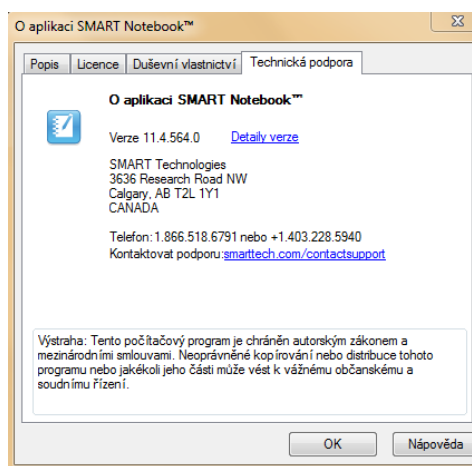 O aplikaci SMART Notebook™
Popis Licence Duševní vlastnictví Technická podpora
O aplikaci SMART Notebook™
Verze 11.4.564.0 Detaily verze
SMART Technologies
3636 Research Road NW
Calgary, AB T2L 1Y1
CANADA
Telefon: 1.866.518.6791 nebo +1.403.228.5940
Kontaktovat podporu:smarttech.com/contactsupport
Výstraha: Tento počítačový program je chráněn autorským zákonem a
mezinárodními smlouvami. Neoprávněné kopírování nebo distribuce tohoto
programu nebo jakékoli jeho části může vést k vážnému občanskému a
soudnímu řízení.
OK Nápověda